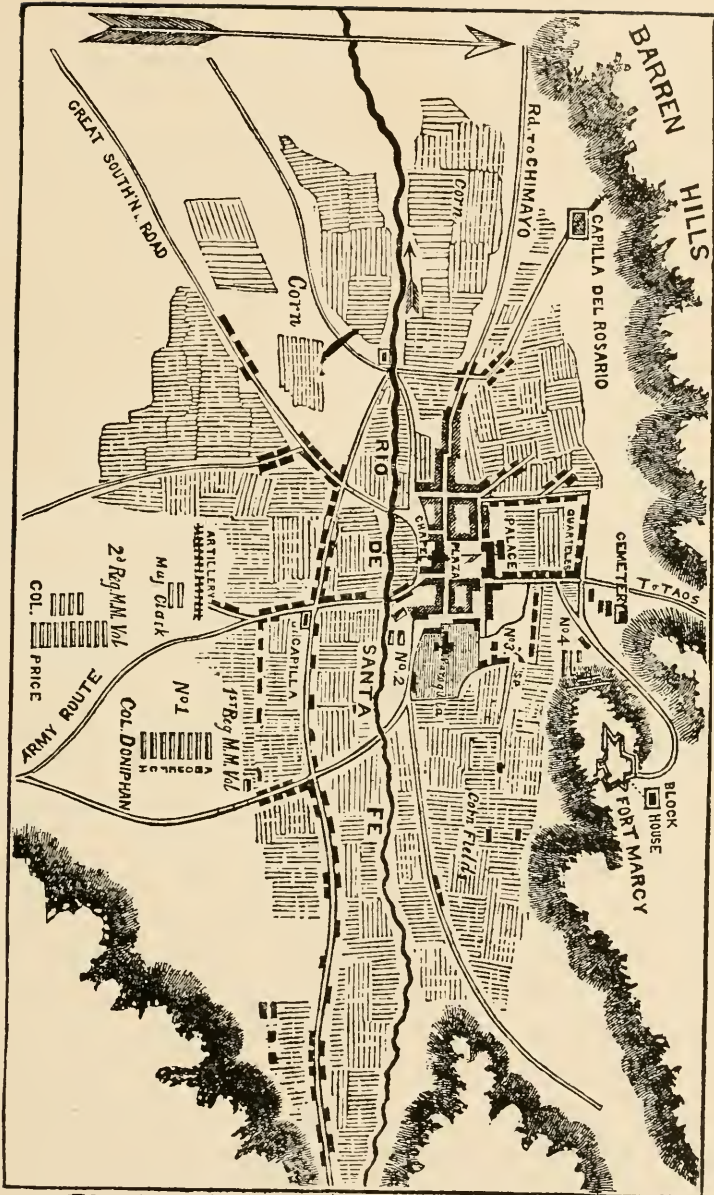 BARREN HILLS
Rd. TO CHIMAYO
CAPILLA DEL ROSARIO
GREAT SOUTH'N. ROAD
Corn
Corn
RIO DE SANTA FE
QUARTELES
PALACE
CEMETERY
To TAOS
CHAPEL
PLAZA
No. 3
No. 4
No. 2
BLOCK
HOUSE
FORT MARCY
Corn Fields
ARTILLERY
Maj Clark
2d Reg. M.M. Vol
COL. PRICE
CAPILLA
1ST Reg M.M. Vol
No 1
COL. DONIPHAN
ARMY ROUTE